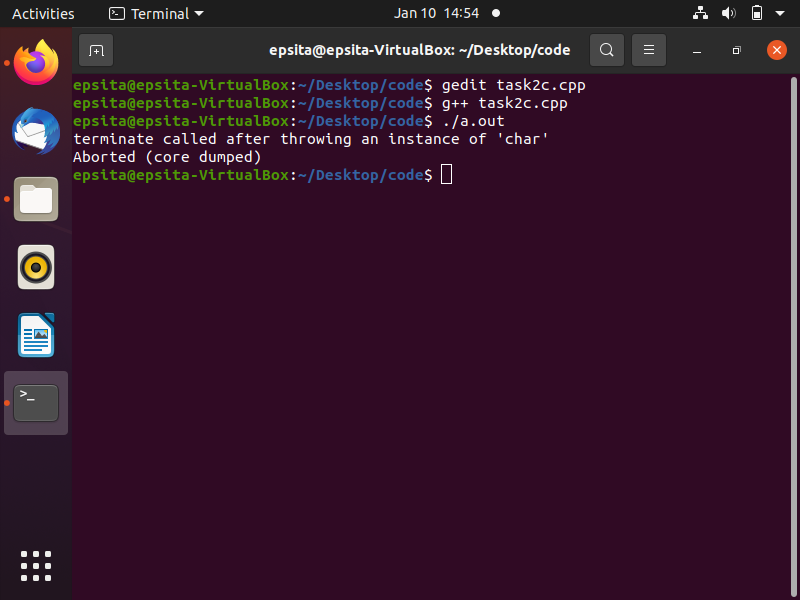 Activities Terminal Jan 10 14:54
epsita@epsita-VirtualBox: ~/Desktop/code
epsita@epsita-VirtualBox:~/Desktop/code$ gedit task2c.cpp
epsita@epsita-VirtualBox:~/Desktop/code$ g++ task2c.cpp
epsita@epsita-VirtualBox:~/Desktop/code$ ./a.out
terminate called after throwing an instance of 'char'
Aborted (core dumped)
epsita@epsita-VirtualBox:~/Desktop/code$
>_